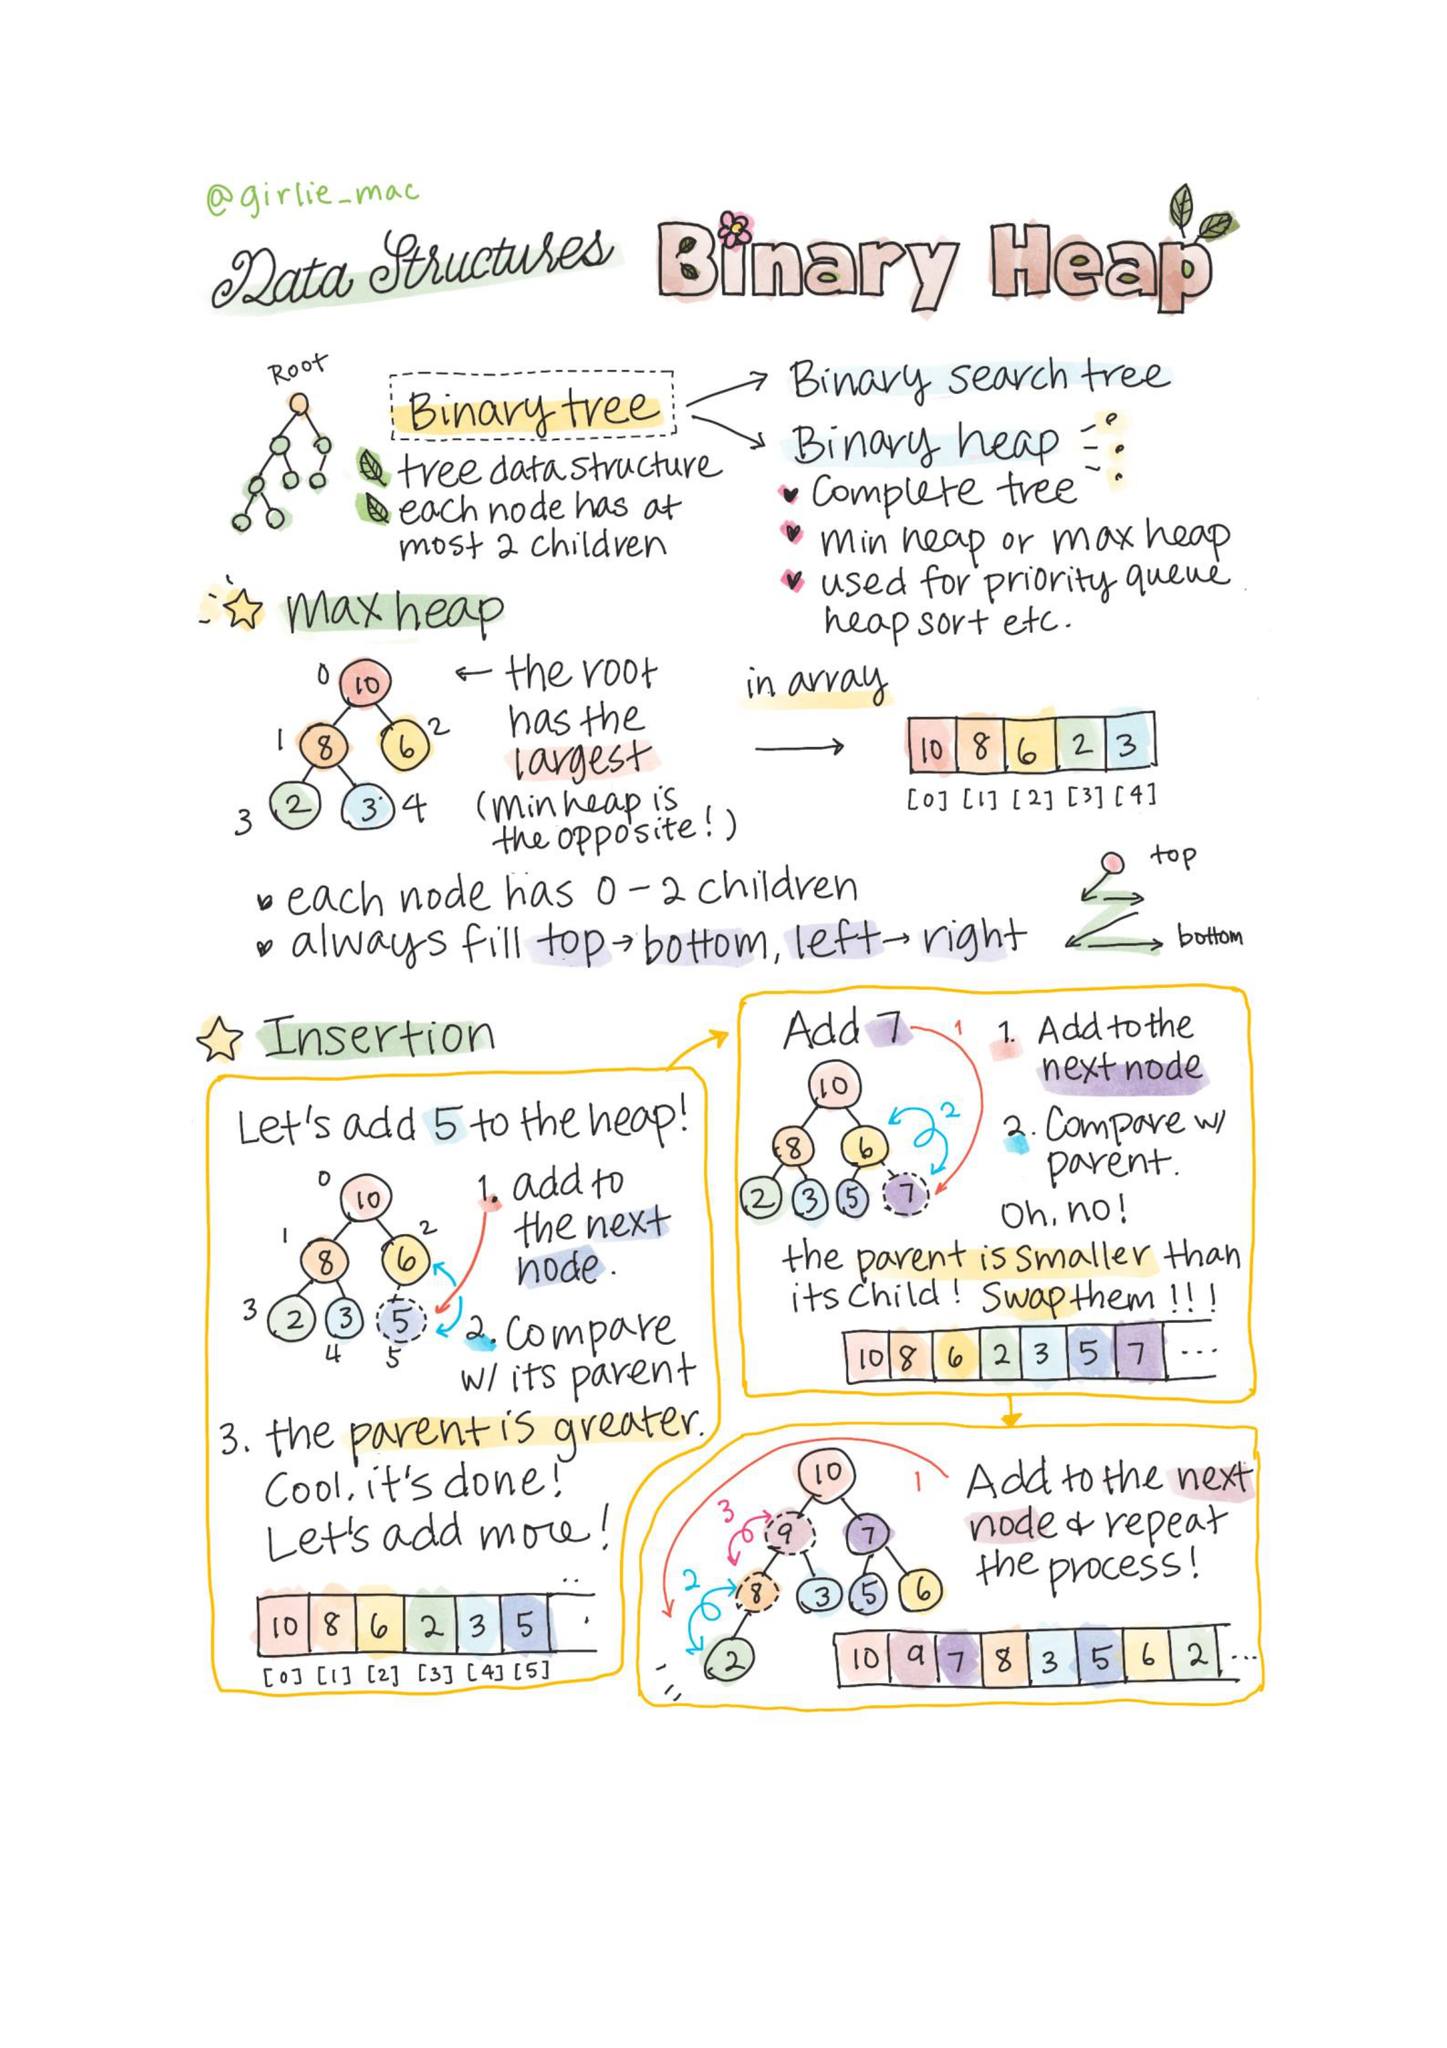 @girlie_mac
Data Structures Binary Heap
Root
Binary tree
tree data structure
each node has at
most 2 children
Binary search tree
Binary heap
Complete tree
min heap or max heap
used for priority queue
heap sort etc.
Max heap
0 10
1 8 6 2
3 2 3 4
← the root
has the
largest
(min heap is
the opposite!)
in array
10 8 6 2 3
[0] [1] [2] [3] [4]
each node has 0-2 children
always fill top → bottom, left → right
top
bottom
Insertion
Let's add 5 to the heap!
0 10
1 8 6 2
3 2 3 5
4 5
1. add to
the next
node.
2. Compare
w/ its parent
3. the parent is greater.
Cool, it's done!
Let's add more!
10 8 6 2 3 5
[0] [1] [2] [3] [4] [5]
Add 7
1
10
8 6
2
2 3 5 7
1. Add to the
next node
2. Compare w/
parent.
Oh, no!
the parent is smaller than
its child! Swap them!!!
10 8 6 2 3 5 7 ...
10
1
3
9 7
2
8 3 5 6
2
Add to the next
node & repeat
the process!
10 9 7 8 3 5 6 2 ...